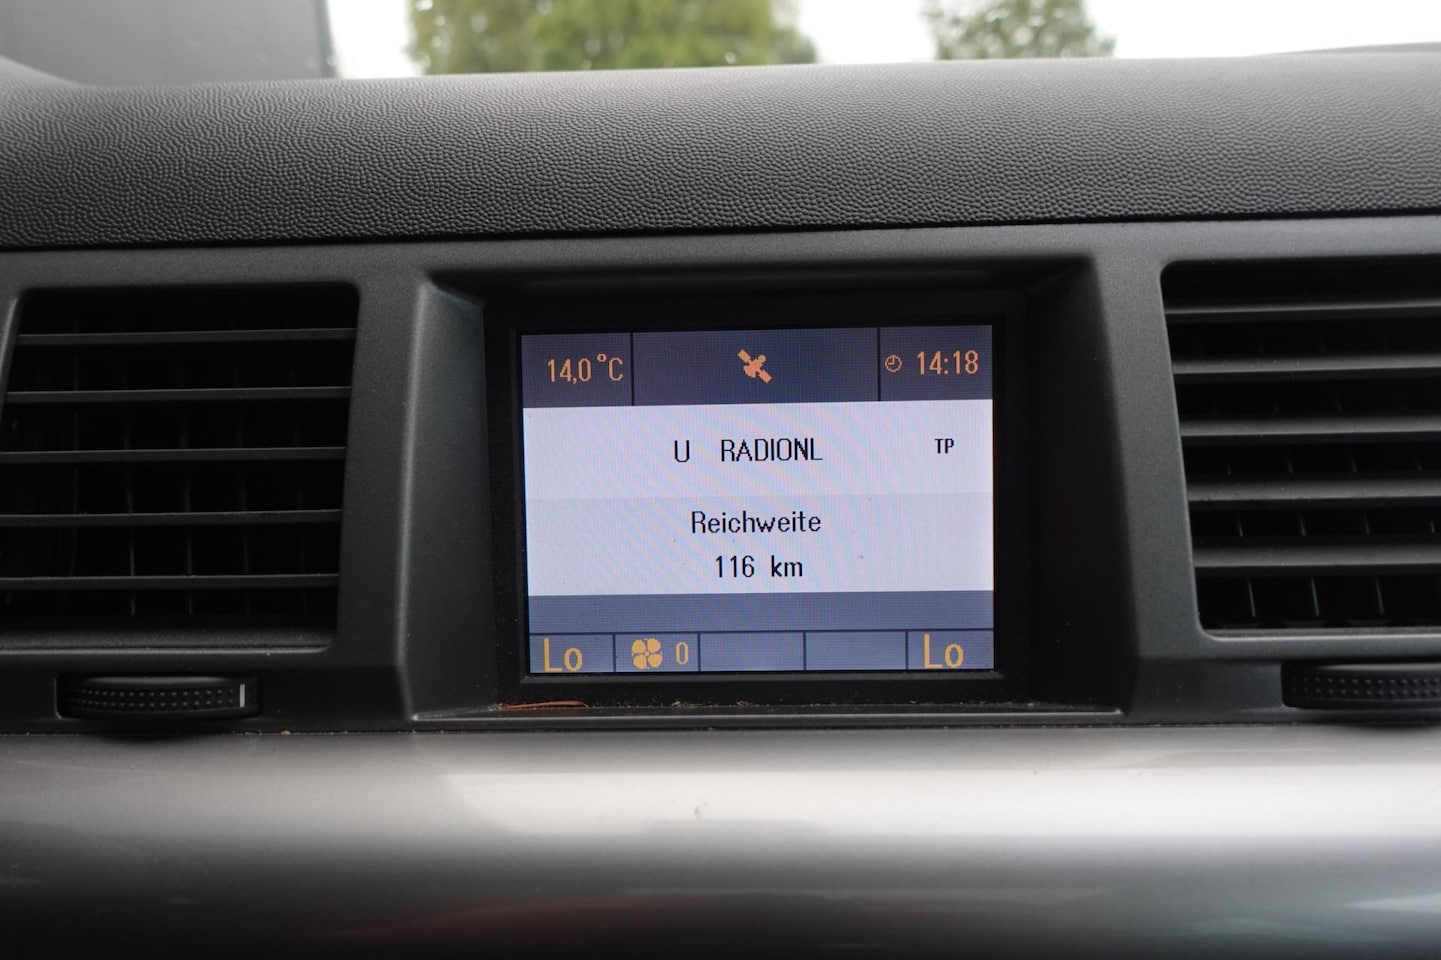 14,0°C 14:18
U RADIONL TP
Reichweite
116 km
Lo 0 Lo